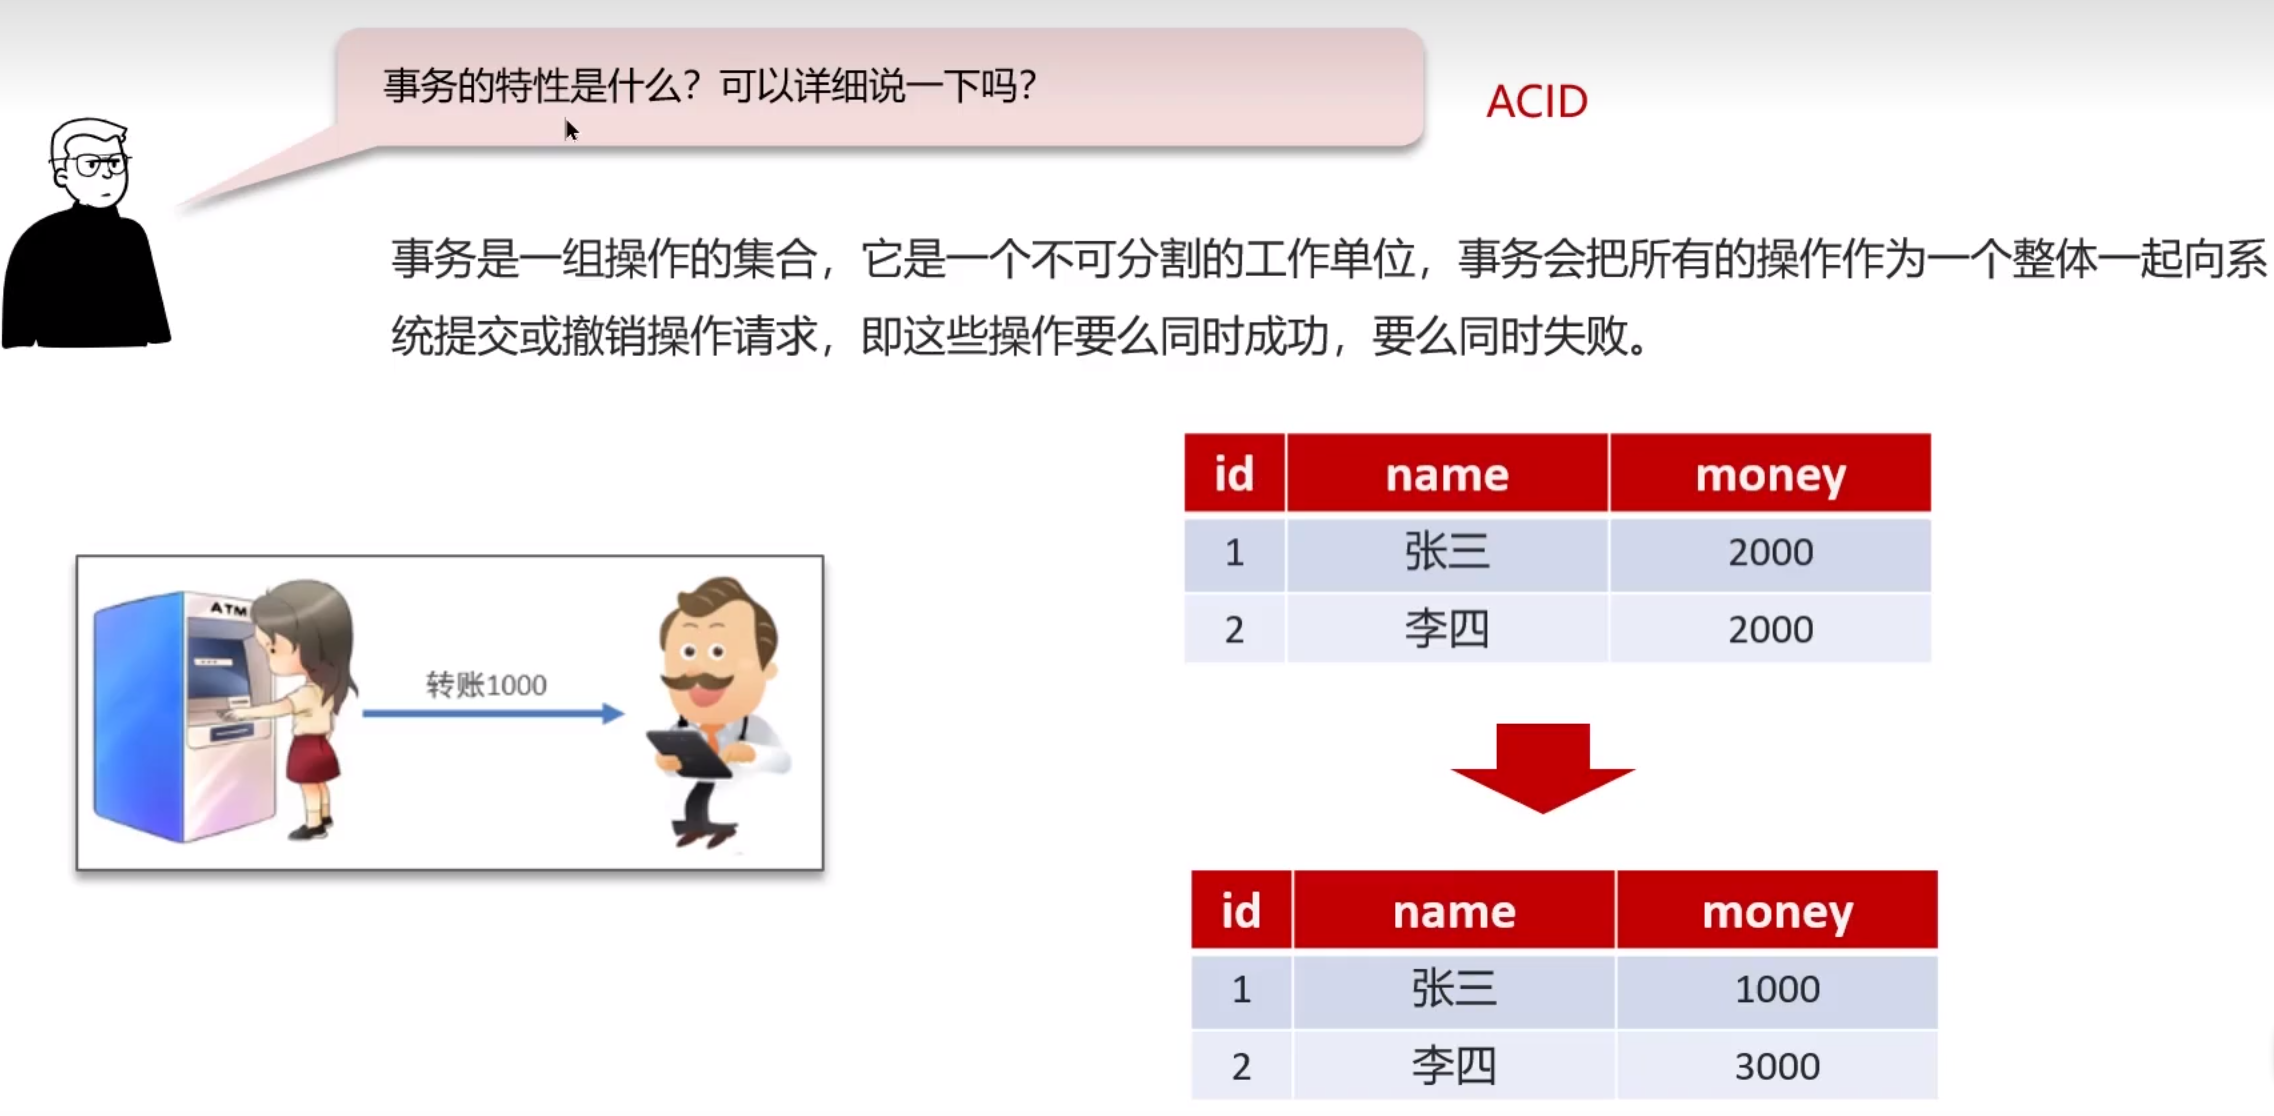 事务的特性是什么？可以详细说一下吗？
ACID
事务是一组操作的集合，它是一个不可分割的工作单位，事务会把所有的操作作为一个整体一起向系
统提交或撤销操作请求，即这些操作要么同时成功，要么同时失败。
id name money
1 张三 2000
2 李四 2000
ATM
转账1000
id name money
1 张三 1000
2 李四 3000